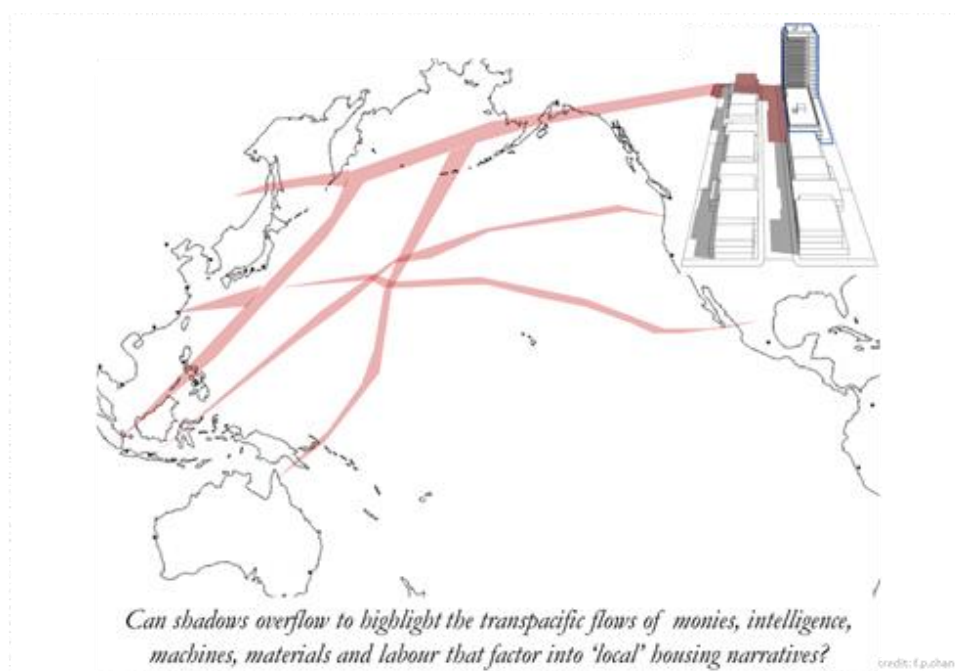 Can shadows overflow to highlight the transpacific flows of monies, intelligence,
machines, materials and labour that factor into ‘local’ housing narratives?
credit: f.p.chan